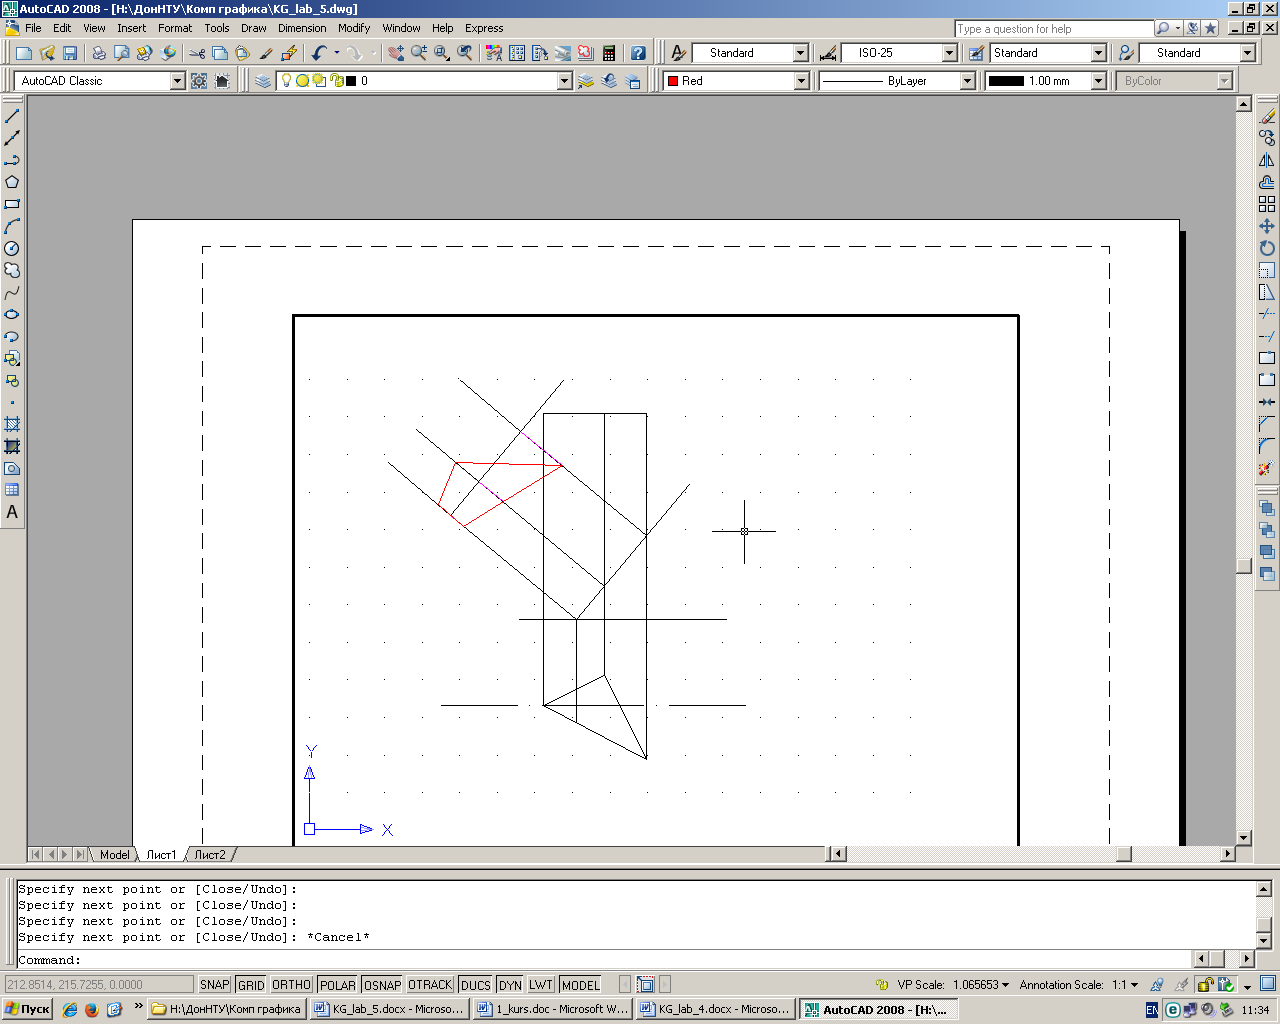 AutoCAD 2008 - [H:\ДонНТУ\Комп графика\KG_lab_5.dwg]
File Edit View Insert Format Tools Draw Dimension Modify Window Help Express
Type a question for help
Standard ISO-25 Standard Standard
AutoCAD Classic 0 Red ByLayer 1.00 mm ByColor
A
Y
X
Model Лист1 Лист2
Specify next point or [Close/Undo]:
Specify next point or [Close/Undo]:
Specify next point or [Close/Undo]:
Specify next point or [Close/Undo]: *Cancel*
Command:
212.8514, 215.7255, 0.0000 SNAP GRID ORTHO POLAR OSNAP OTRACK DUCS DYN LWT MODEL VP Scale: 1.065653 Annotation Scale: 1:1
Пуск » H:\ДонНТУ\Комп графика KG_lab_5.docx - Microso... 1_kurs.doc - Microsoft W... KG_lab_4.docx - Microso... AutoCAD 2008 - [H:\... EN 11:34